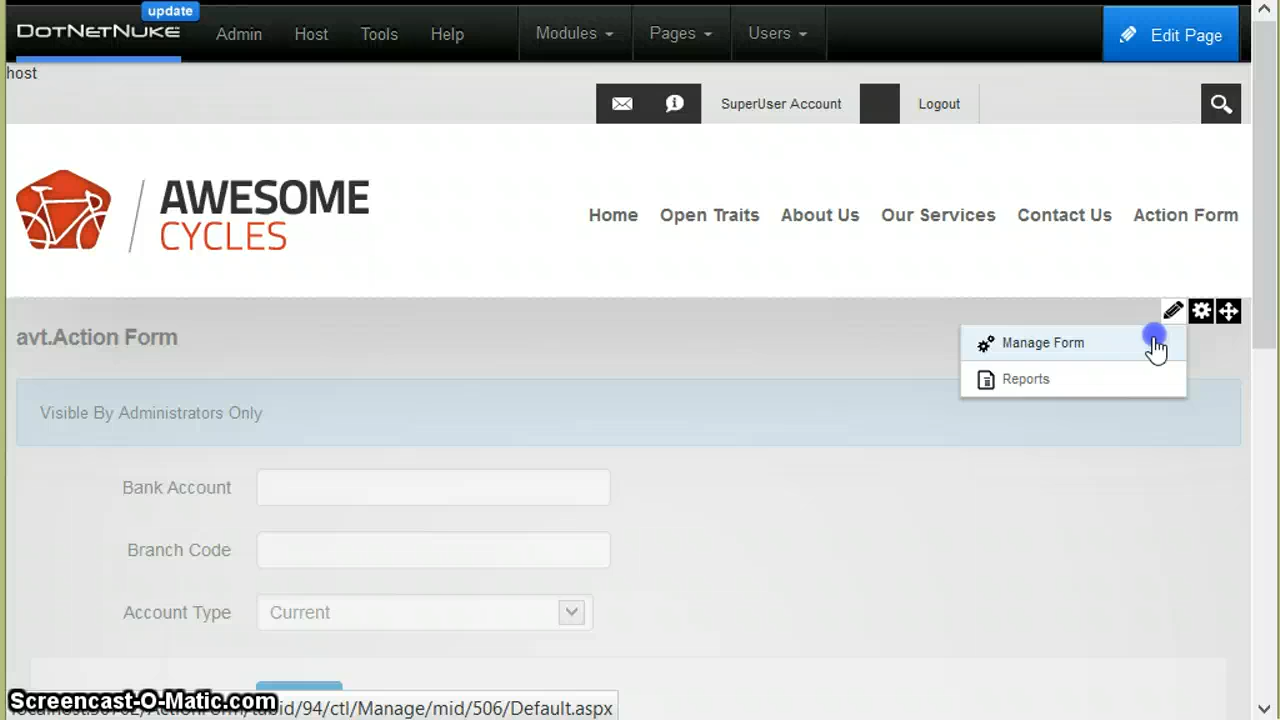 update
DotNetNuke
Admin Host Tools Help Modules Pages Users Edit Page
host
SuperUser Account Logout
AWESOME
CYCLES
Home Open Traits About Us Our Services Contact Us Action Form
avt.Action Form
Manage Form
Reports
Visible By Administrators Only
Bank Account
Branch Code
Account Type Current
Screencast-O-Matic.com
/94/ctl/Manage/mid/506/Default.aspx